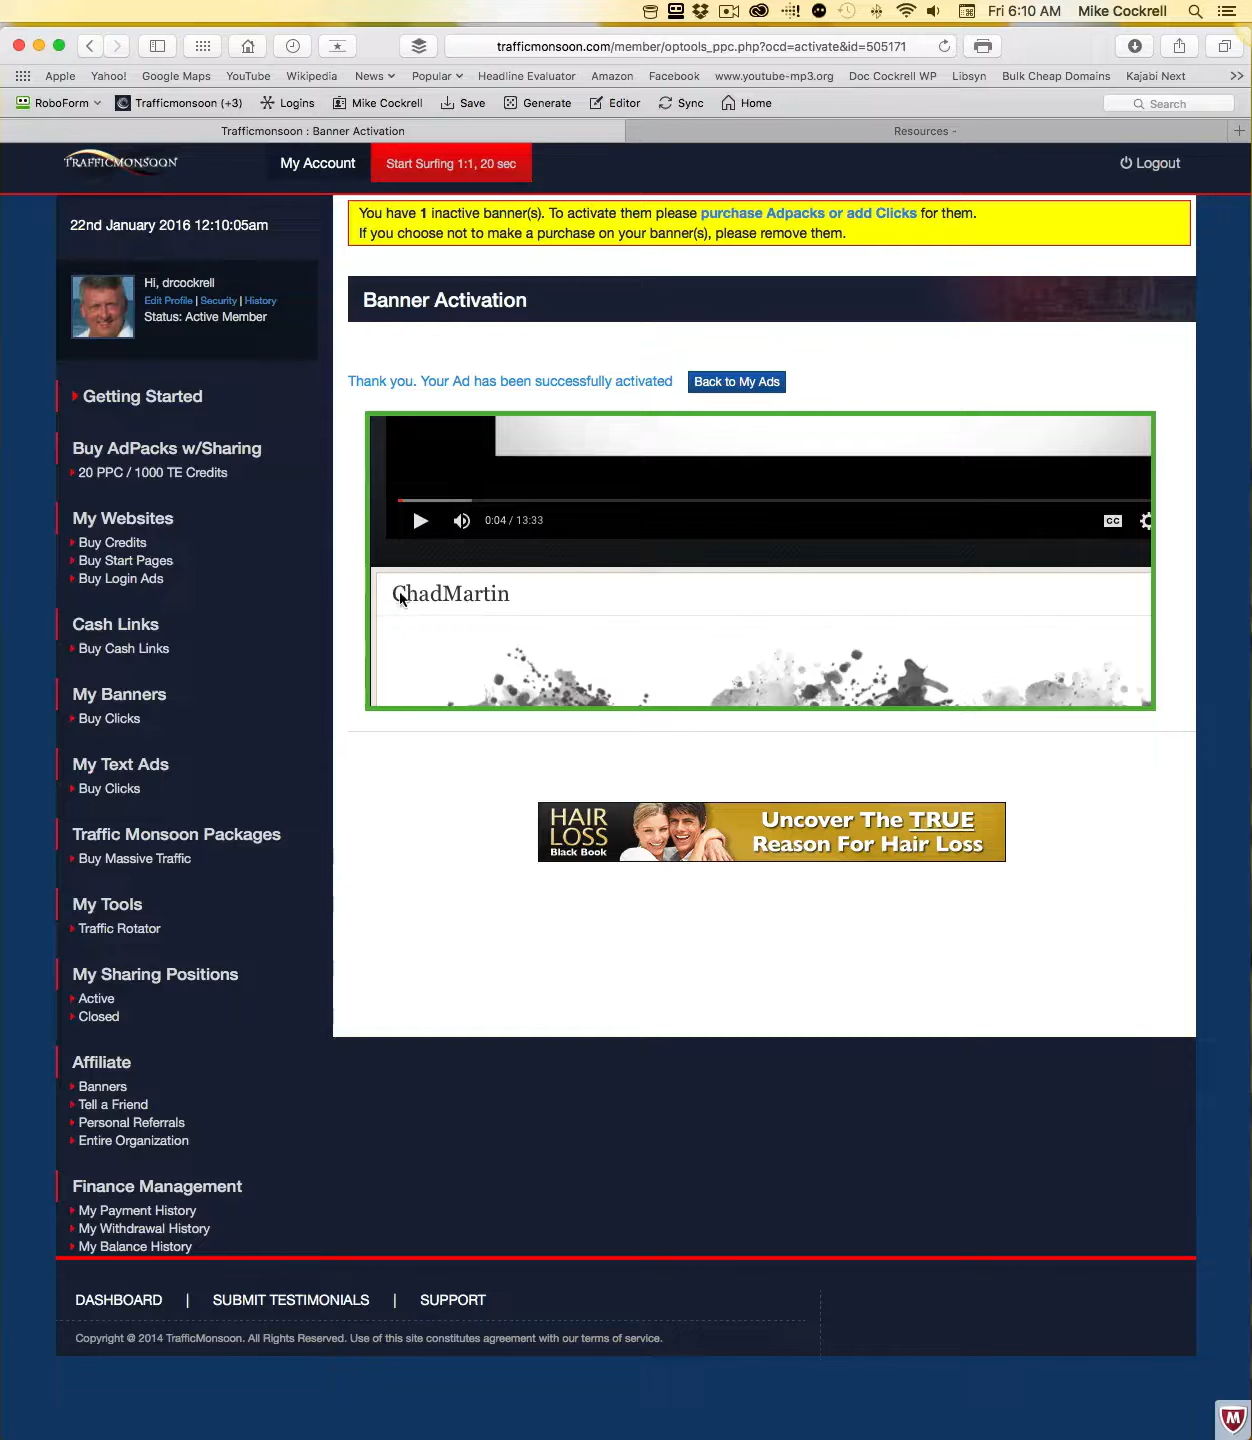 Fri 6:10 AM Mike Cockrell
trafficmonsoon.com/member/optools_ppc.php?ocd=activate&id=505171
Apple Yahoo! Google Maps YouTube Wikipedia News Popular Headline Evaluator Amazon Facebook www.youtube-mp3.org Doc Cockrell WP Libsyn Bulk Cheap Domains Kajabi Next
RoboForm Trafficmonsoon (+3) Logins Mike Cockrell Save Generate Editor Sync Home Search
Trafficmonsoon : Banner Activation Resources -
TRAFFICMONSOON My Account Start Surfing 1:1, 20 sec Logout
22nd January 2016 12:10:05am
You have 1 inactive banner(s). To activate them please purchase Adpacks or add Clicks for them.
If you choose not to make a purchase on your banner(s), please remove them.
Hi, drcockrell
Edit Profile | Security | History
Status: Active Member
Banner Activation
Thank you. Your Ad has been successfully activated Back to My Ads
0:04 / 13:33 CC
ChadMartin
HAIR
LOSS
Black Book
Uncover The TRUE
Reason For Hair Loss
Getting Started
Buy AdPacks w/Sharing
20 PPC / 1000 TE Credits
My Websites
Buy Credits
Buy Start Pages
Buy Login Ads
Cash Links
Buy Cash Links
My Banners
Buy Clicks
My Text Ads
Buy Clicks
Traffic Monsoon Packages
Buy Massive Traffic
My Tools
Traffic Rotator
My Sharing Positions
Active
Closed
Affiliate
Banners
Tell a Friend
Personal Referrals
Entire Organization
Finance Management
My Payment History
My Withdrawal History
My Balance History
DASHBOARD | SUBMIT TESTIMONIALS | SUPPORT
Copyright @ 2014 TrafficMonsoon. All Rights Reserved. Use of this site constitutes agreement with our terms of service.
M